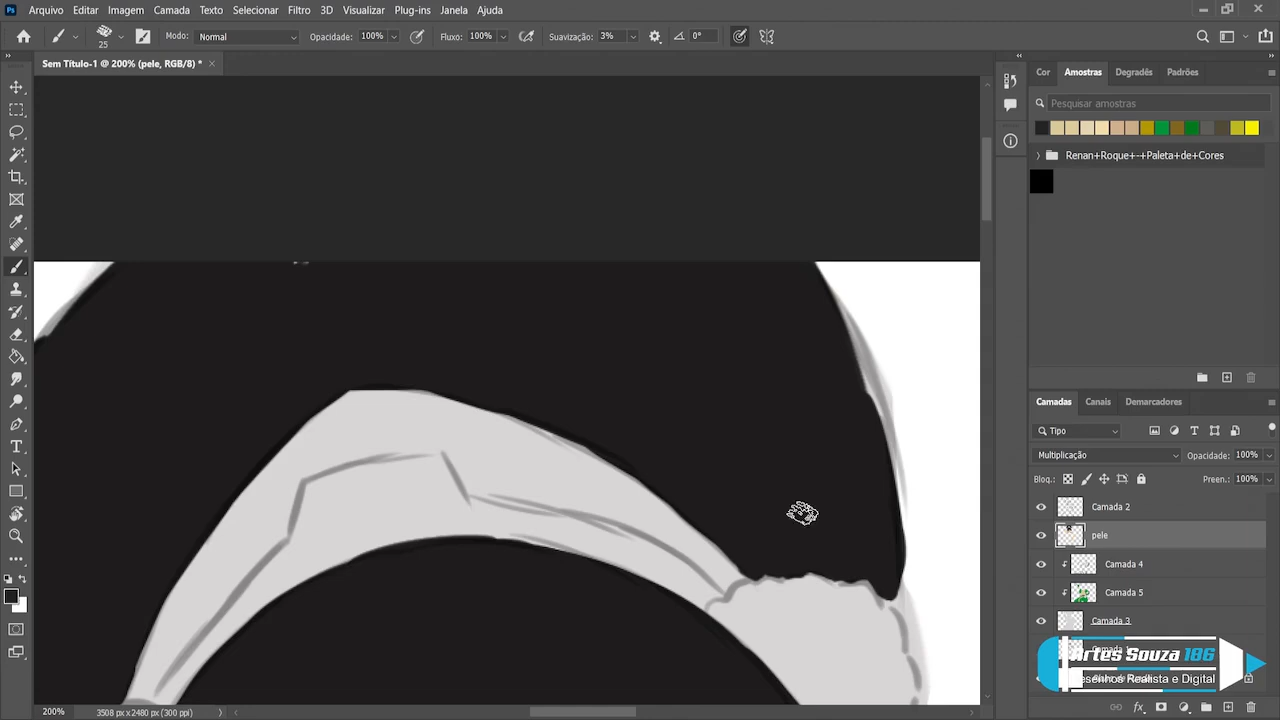 Ps Arquivo Editar Imagem Camada Texto Selecionar Filtro 3D Visualizar Plug-ins Janela Ajuda
25 Modo: Normal Opacidade: 100% Fluxo: 100% Suavização: 3% 0°
Sem Título-1 @ 200% (pele, RGB/8) *
Cor Amostras Degradês Padrões
Pesquisar amostras
Renan+Roque+-+Paleta+de+Cores
Camadas Canais Demarcadores
Tipo
Multiplicação Opacidade: 100%
Bloq.: Preen.: 100%
Camada 2
pele
Camada 4
Camada 5
Camada 3
Artes Souza 186
Desenhos Realista e Digital
200% 3508 px x 2480 px (300 ppi)